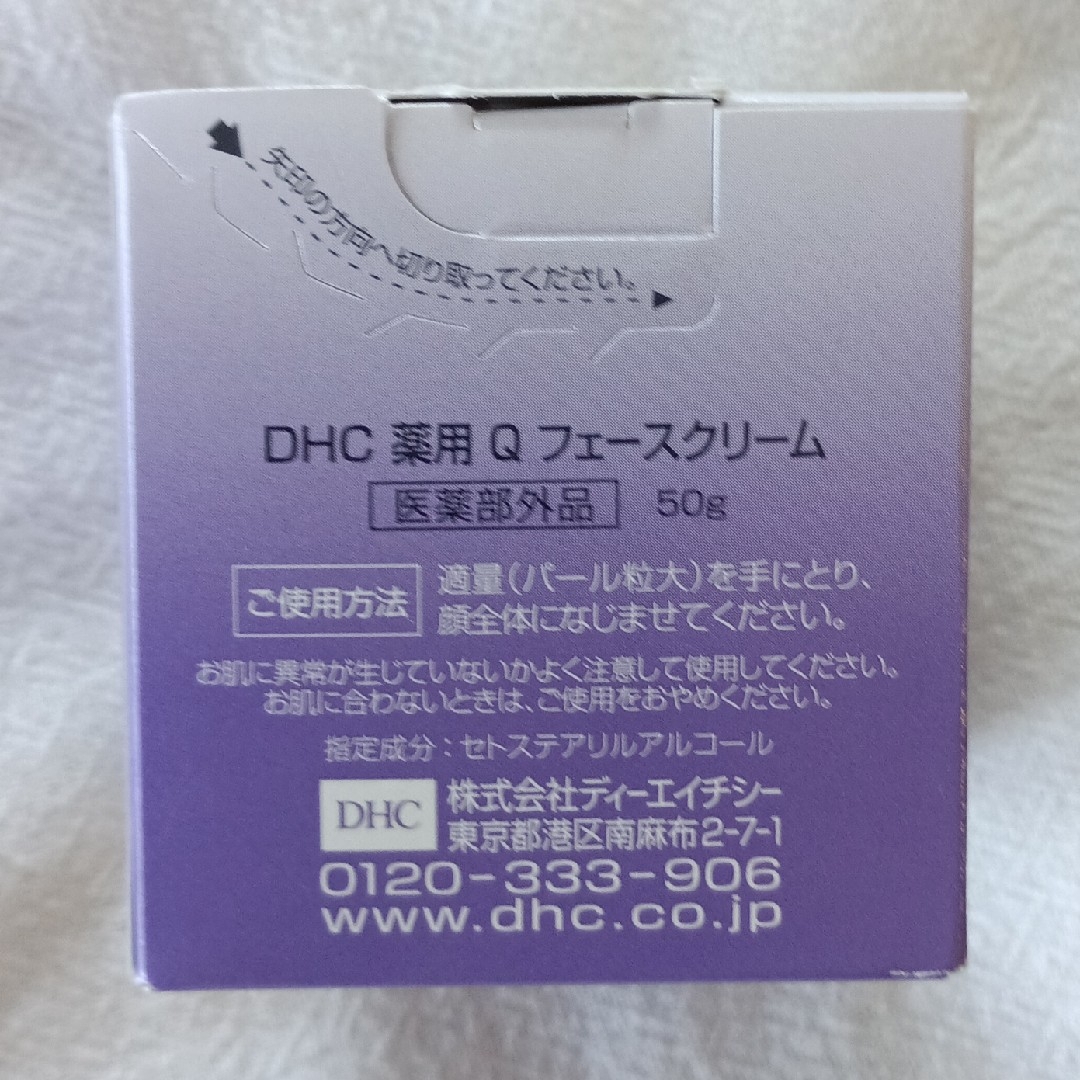 矢印の方向へ切り取ってください。
DHC 薬用 Q フェースクリーム
医薬部外品 50g
ご使用方法 適量(パール粒大)を手にとり、
顔全体になじませてください。
お肌に異常が生じていないかよく注意して使用してください。
お肌に合わないときは、ご使用をおやめください。
指定成分：セトステアリルアルコール
DHC 株式会社ディーエイチシー
東京都港区南麻布2-7-1
0120-333-906
www.dhc.co.jp